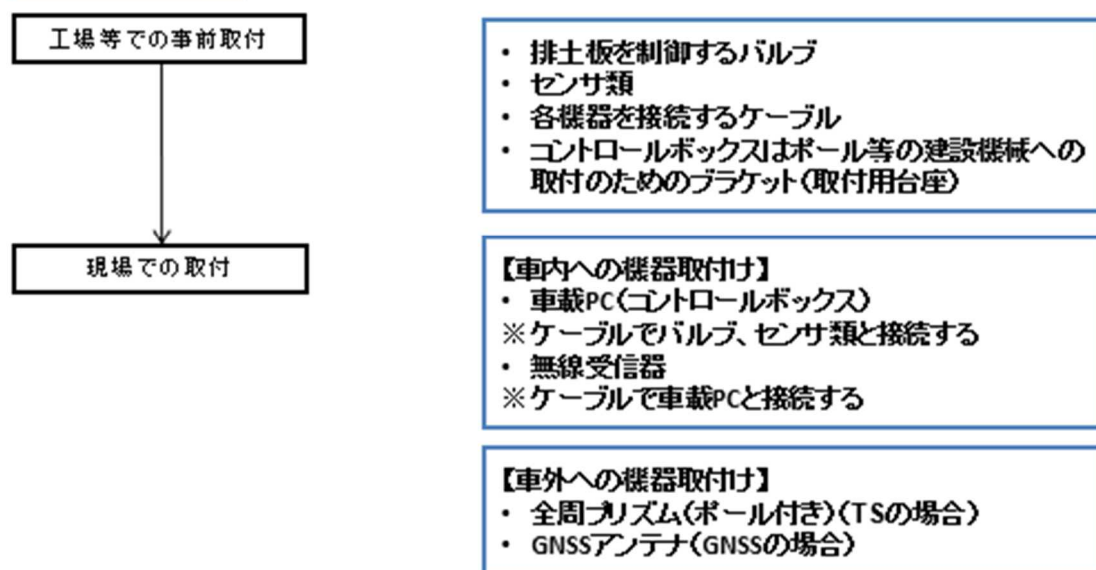 工場等での事前取付
・ 排土板を制御するバルブ
・ センサ類
・ 各機器を接続するケーブル
・ コントロールボックスはポール等の建設機械への
取付のためのブラケット(取付用台座)
現場での取付
【車内への機器取付け】
・ 車載PC(コントロールボックス)
※ケーブルでバルブ、センサ類と接続する
・ 無線受信器
※ケーブルで車載PCと接続する
【車外への機器取付け】
・ 全周プリズム(ポール付き)(TSの場合)
・ GNSSアンテナ(GNSSの場合)